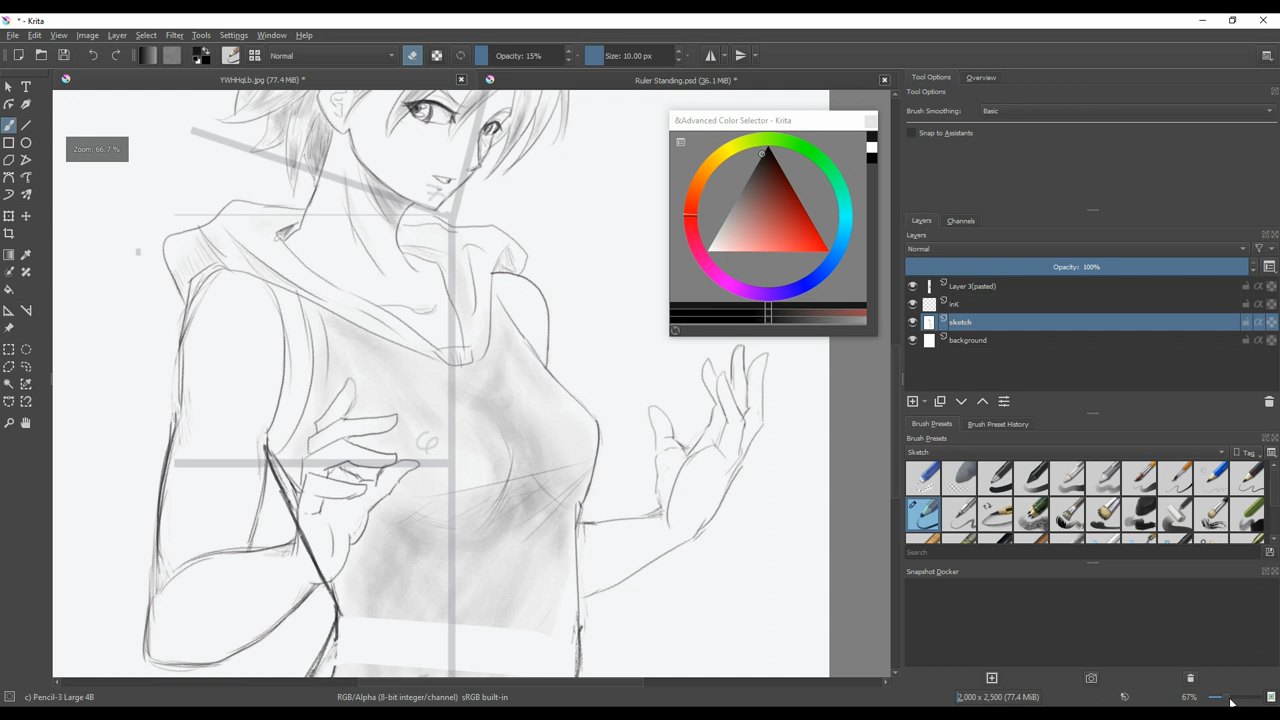 * - Krita
File Edit View Image Layer Select Filter Tools Settings Window Help
Normal Opacity: 15% Size: 10.00 px
YWHHqLb.jpg (77.4 MB) * Ruler Standing.psd (36.1 MB) *
Zoom: 66.7 %
&Advanced Color Selector - Krita
Tool Options Overview
Tool Options
Brush Smoothing: Basic
Snap to Assistants
Layers Channels
Layers
Normal
Opacity: 100%
Layer 3(pasted)
inK
sketch
background
Brush Presets Brush Preset History
Brush Presets
Sketch Tag
Search
Snapshot Docker
c) Pencil-3 Large 4B RGB/Alpha (8-bit integer/channel) sRGB built-in 2,000 x 2,500 (77.4 MiB) 67%